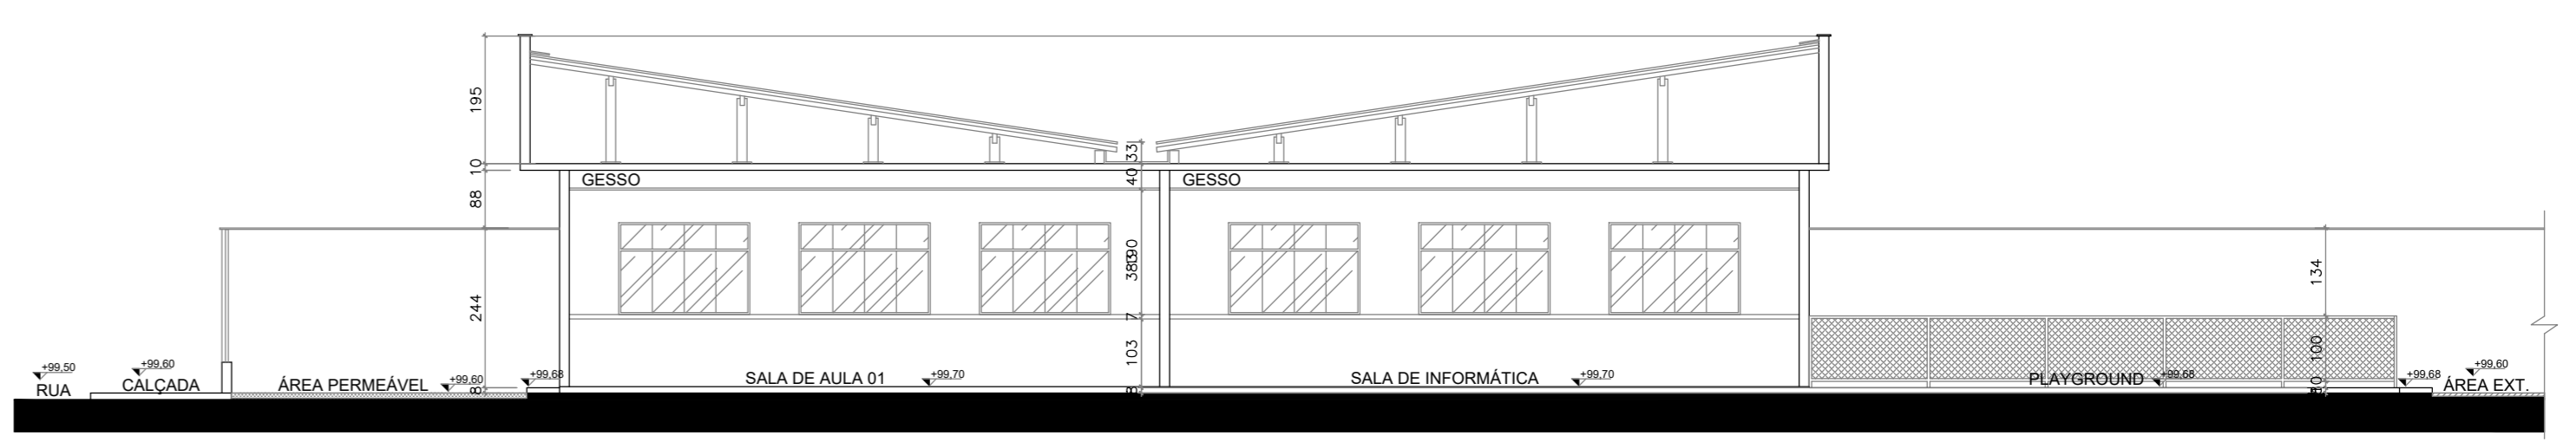 195
10
88
244
8
GESSO
GESSO
33
40
190
7
103
134
100
+99,50
RUA
+99,60
CALÇADA
ÁREA PERMEÁVEL
+99,60
+99,68
SALA DE AULA 01
+99,70
SALA DE INFORMÁTICA
+99,70
PLAYGROUND
+99,68
+99,68
+99,60
ÁREA EXT.